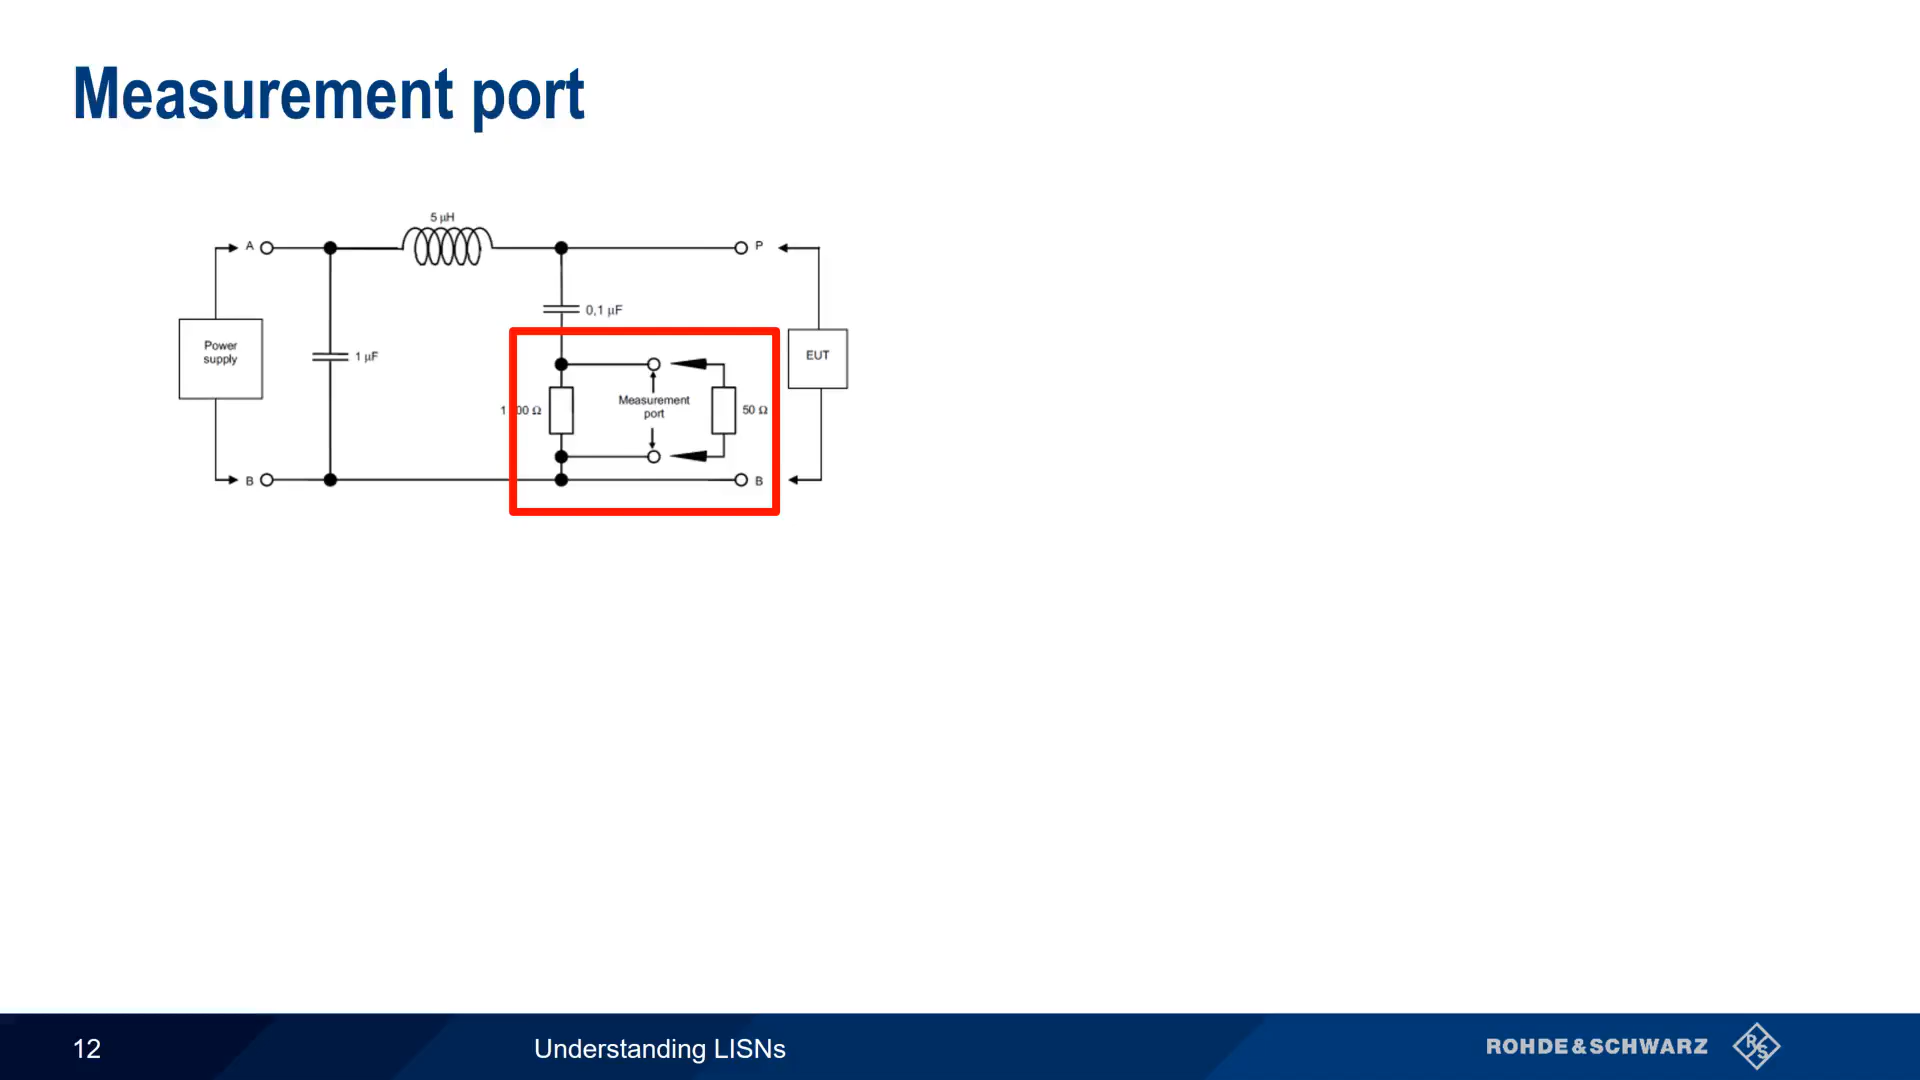 Measurement port
5 µH
A
P
0,1 µF
Power
supply
1 µF
EUT
Measurement
port
50 Ω
B
B
12
Understanding LISNs
ROHDE&SCHWARZ
R
S